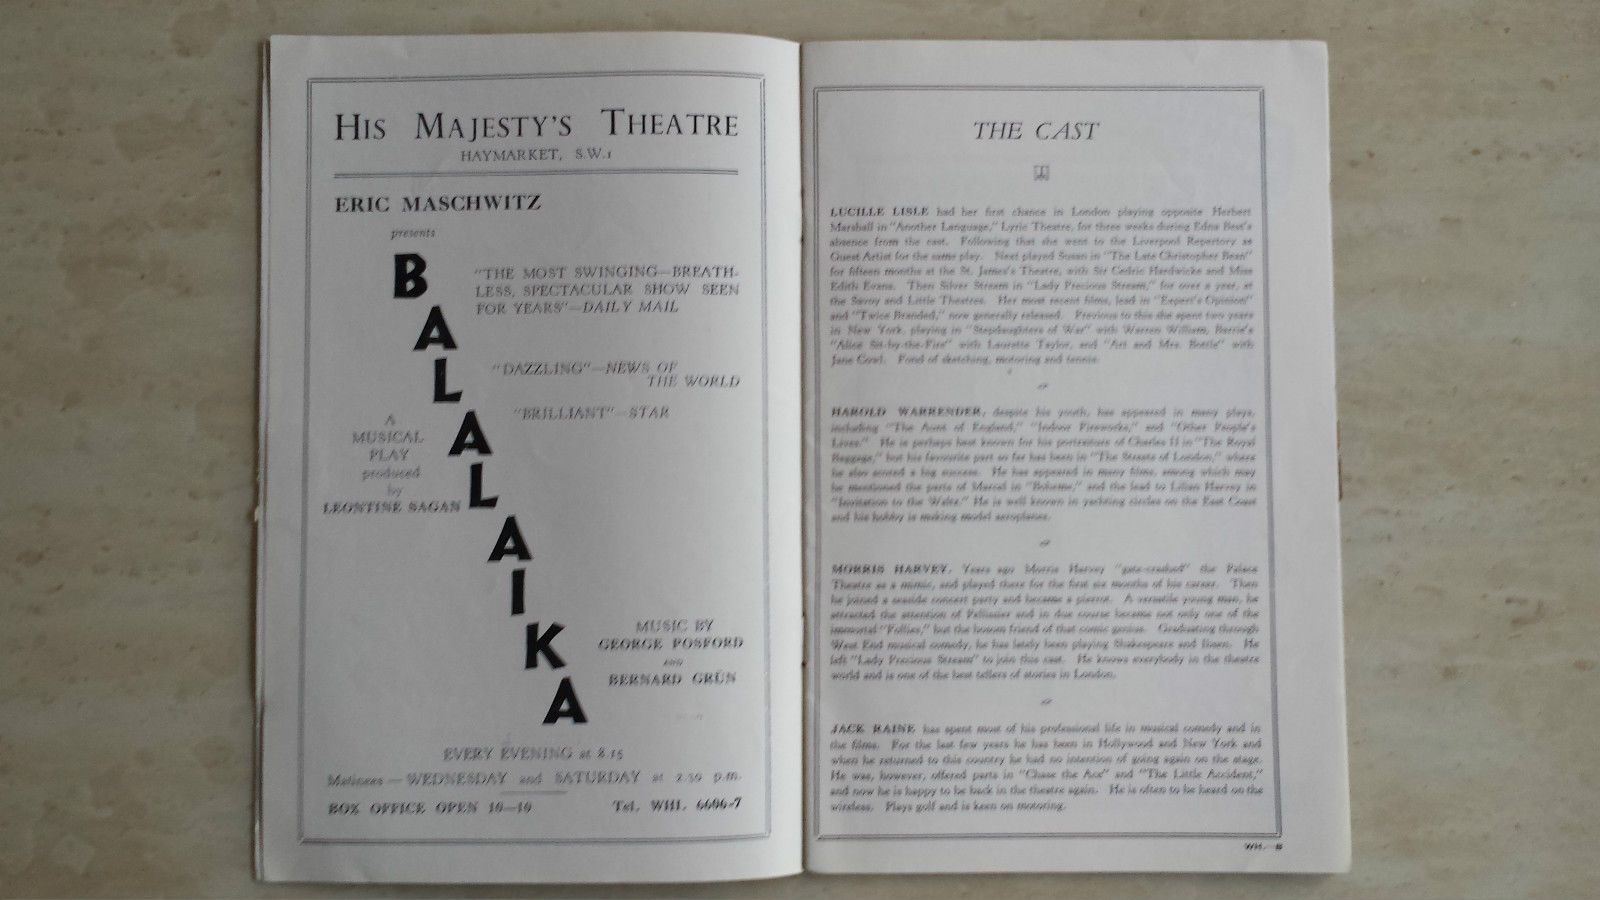 HIS MAJESTY'S THEATRE
HAYMARKET, S.W.1
ERIC MASCHWITZ
presents
BALALAIKA
"THE MOST SWINGING—BREATH-
LESS, SPECTACULAR SHOW SEEN
FOR YEARS"—DAILY MAIL
"DAZZLING"—NEWS OF
THE WORLD
"BRILLIANT"—STAR
A
MUSICAL
PLAY
produced
by
LEONTINE SAGAN
MUSIC BY
GEORGE POSFORD
AND
BERNARD GRÜN
EVERY EVENING at 8.15
Matinees — WEDNESDAY and SATURDAY at 2.30 p.m.
BOX OFFICE OPEN 10—10 Tel. WHI. 6606-7
THE CAST
LUCILLE LISLE had her first chance in London playing opposite Herbert
Marshall in "Another Language," Lyric Theatre, for three weeks during Edna Best's
absence from the cast. Following that she went to the Liverpool Repertory as
Guest Artist for the same play. Next played Susan in "The Late Christopher Bean"
for fifteen months at the St. James's Theatre, with Sir Cedric Hardwicke and Miss
Edith Evans. Then Silver Stream in "Lady Precious Stream," for over a year, at
the Savoy and Little Theatres. Her most recent films, lead in "Expert's Opinion"
and "Twice Branded," now generally released. Previous to this she spent two years
in New York, playing in "Stepdaughters of War" with Warren William, Barrie's
"Alice Sit-by-the-Fire" with Laurette Taylor, and "Art and Mrs. Bottle" with
Jane Cowl. Fond of sketching, motoring and tennis.
HAROLD WARRENDER, despite his youth, has appeared in many plays,
including "The Aunt of England," "Indoor Fireworks," and "Other People's
Lives." He is perhaps best known for his portraiture of Charles II in "The Royal
Baggage," but his favourite part so far has been in "The Streets of London," where
he also scored a big success. He has appeared in many films, among which may
be mentioned the parts of Marcel in "Boheme," and the lead to Lilian Harvey in
"Invitation to the Waltz." He is well known in yachting circles on the East Coast
and his hobby is making model aeroplanes.
MORRIS HARVEY. Years ago Morris Harvey "gate-crashed" the Palace
Theatre as a mimic, and played there for the first six months of his career. Then
he joined a seaside concert party and became a pierrot. A versatile young man, he
attracted the attention of Pellissier and in due course became not only one of the
immortal "Follies," but the bosom friend of that comic genius. Graduating through
West End musical comedy, he has lately been playing Shakespeare and Ibsen. He
left "Lady Precious Stream" to join this cast. He knows everybody in the theatre
world and is one of the best tellers of stories in London.
JACK RAINE has spent most of his professional life in musical comedy and in
the films. For the last few years he has been in Hollywood and New York and
when he returned to this country he had no intention of going again on the stage.
He was, however, offered parts in "Chase the Ace" and "The Little Accident,"
and now he is happy to be back in the theatre again. He is often to be heard on the
wireless. Plays golf and is keen on motoring.